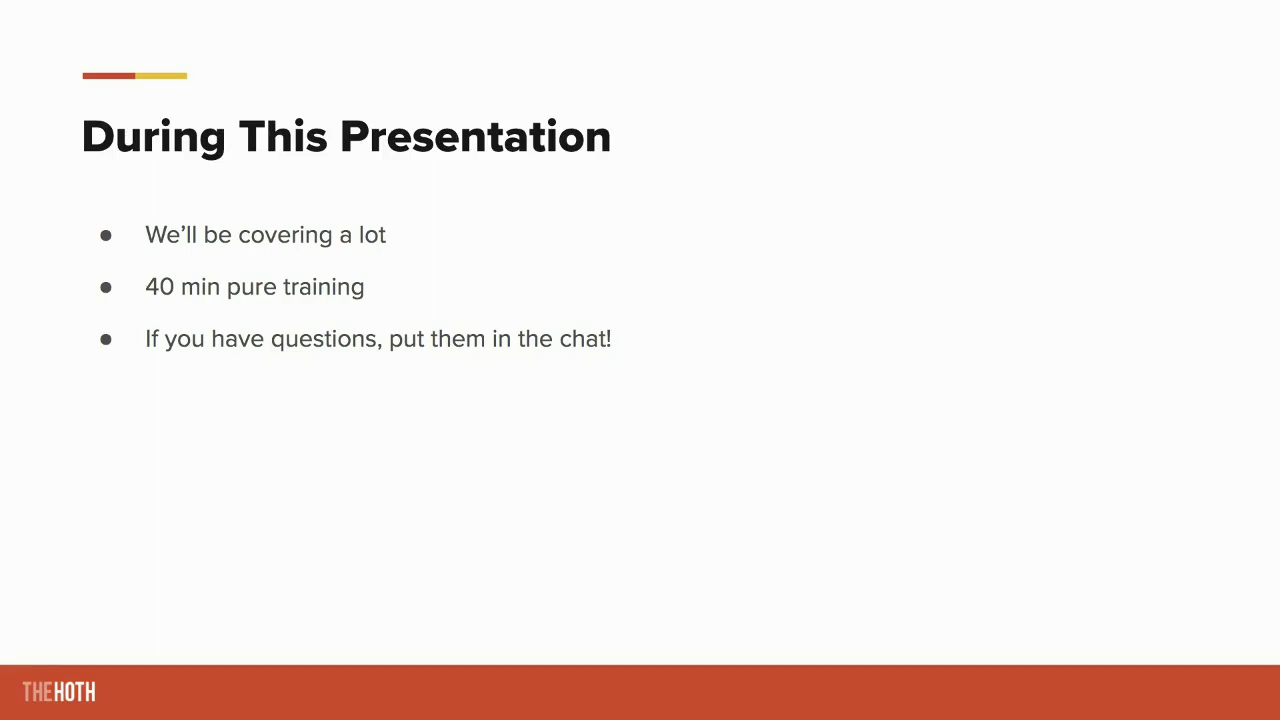 During This Presentation
● We’ll be covering a lot
● 40 min pure training
● If you have questions, put them in the chat!
THEHOTH